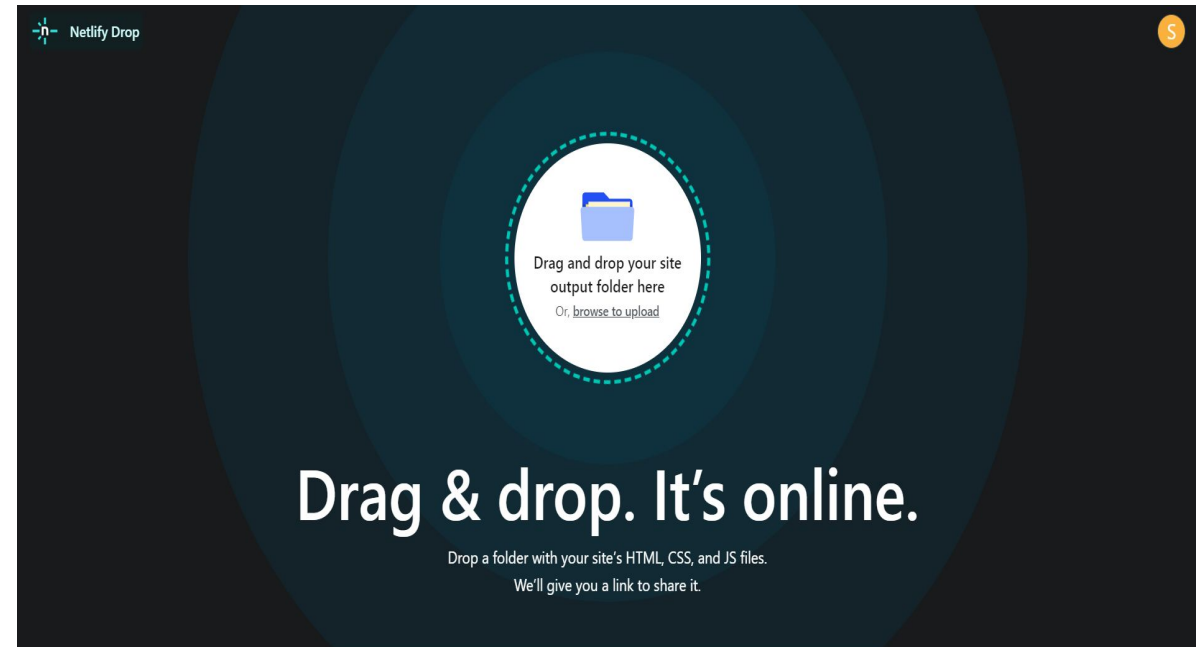 Netlify Drop
S
Drag and drop your site
output folder here
Or, browse to upload
Drag & drop. It’s online.
Drop a folder with your site’s HTML, CSS, and JS files.
We’ll give you a link to share it.